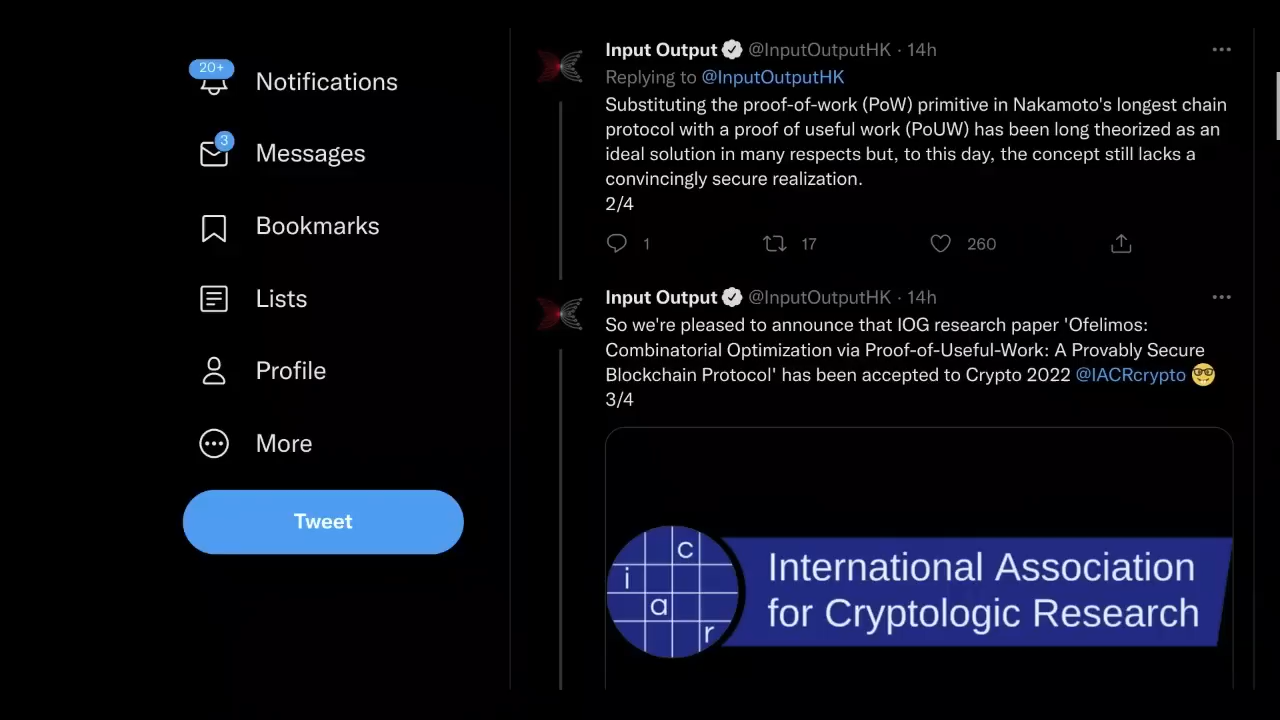 20+
Notifications
3
Messages
Bookmarks
Lists
Profile
More
Tweet
Input Output @InputOutputHK · 14h
Replying to @InputOutputHK
Substituting the proof-of-work (PoW) primitive in Nakamoto's longest chain
protocol with a proof of useful work (PoUW) has been long theorized as an
ideal solution in many respects but, to this day, the concept still lacks a
convincingly secure realization.
2/4
1 17 260
Input Output @InputOutputHK · 14h
So we're pleased to announce that IOG research paper 'Ofelimos:
Combinatorial Optimization via Proof-of-Useful-Work: A Provably Secure
Blockchain Protocol' has been accepted to Crypto 2022 @IACRcrypto 🤓
3/4
i a c r
International Association
for Cryptologic Research